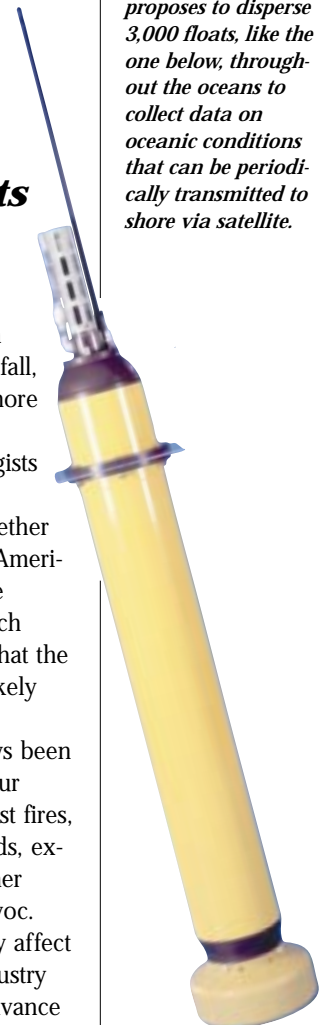 ts
fall,
more
gists
ether
Ameri-
e
ch
hat the
kely
ys been
ur
st fires,
ds, ex-
her
voc.
y affect
ustry
vance
proposes to disperse
3,000 floats, like the
one below, through-
out the oceans to
collect data on
oceanic conditions
that can be periodi-
cally transmitted to
shore via satellite.